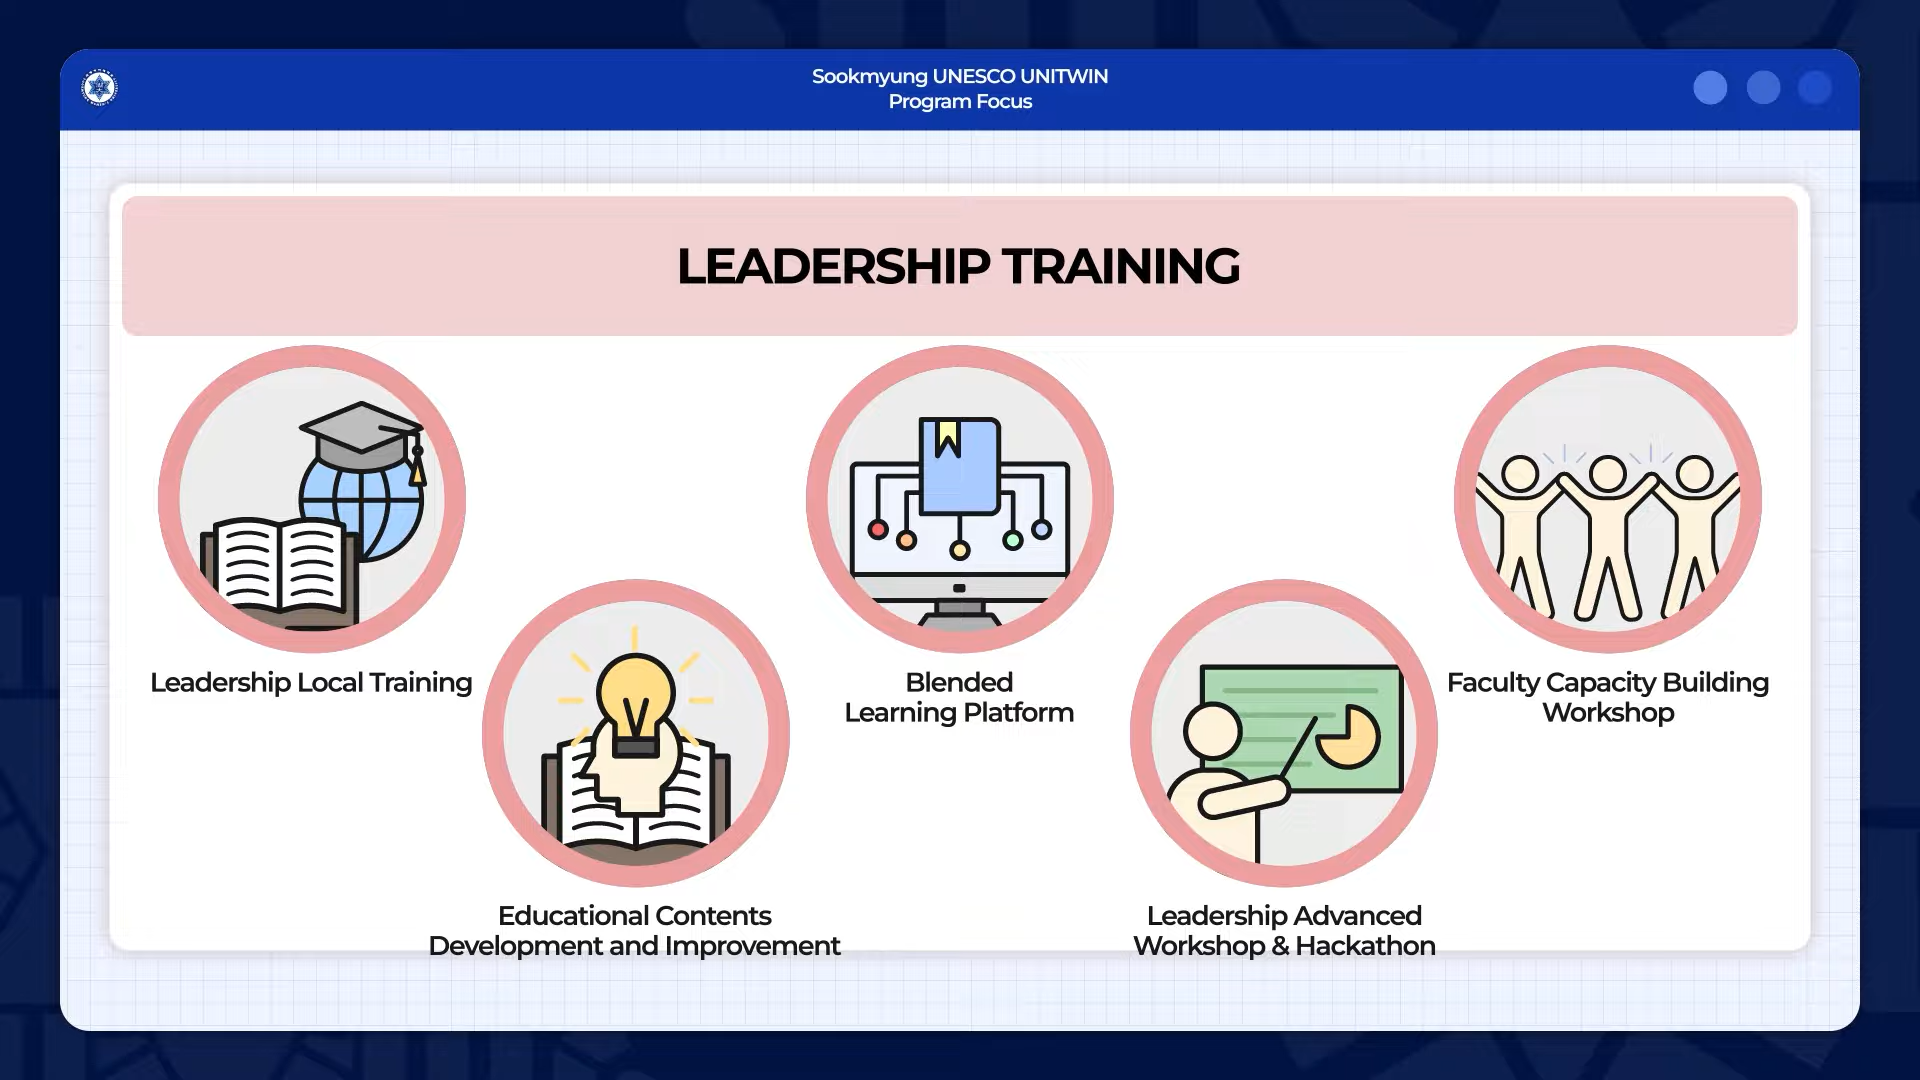 Sookmyung UNESCO UNITWIN
Program Focus
LEADERSHIP TRAINING
Leadership Local Training
Educational Contents
Development and Improvement
Blended
Learning Platform
Leadership Advanced
Workshop & Hackathon
Faculty Capacity Building
Workshop